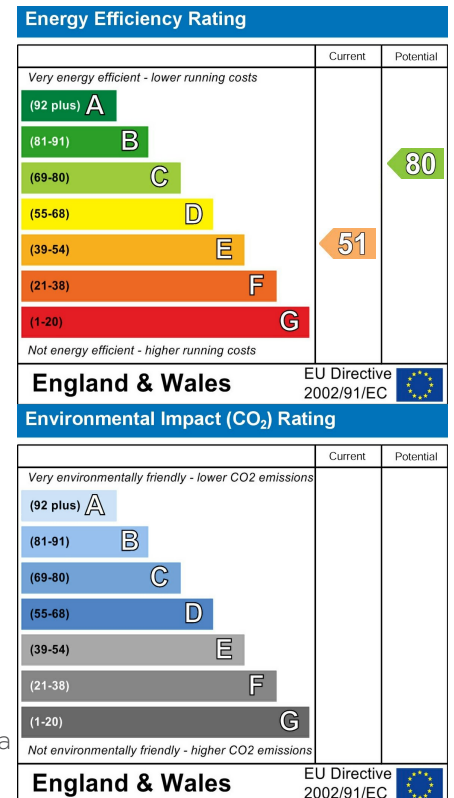 Energy Efficiency Rating
Current Potential
Very energy efficient - lower running costs
(92 plus) A
(81-91) B
(69-80) C
(55-68) D
(39-54) E
(21-38) F
(1-20) G
80
51
Not energy efficient - higher running costs
England & Wales
EU Directive
2002/91/EC
Environmental Impact (CO₂) Rating
Current Potential
Very environmentally friendly - lower CO2 emissions
(92 plus) A
(81-91) B
(69-80) C
(55-68) D
(39-54) E
(21-38) F
(1-20) G
a
Not environmentally friendly - higher CO2 emissions
England & Wales
EU Directive
2002/91/EC